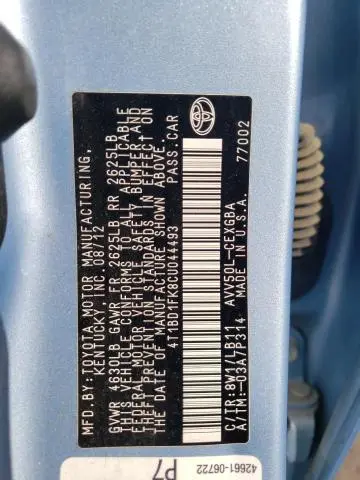 MFD.BY:TOYOTA MOTOR MANUFACTURING,
KENTUCKY, INC. 08/12
GVWR 4630LB GAWR FR 2625LB RR 2625LB
THIS VEHICLE CONFORMS TO ALL APPLICABLE
FEDERAL MOTOR VEHICLE SAFETY, BUMPER, AND
THEFT PREVENTION STANDARDS IN EFFECT ON
THE DATE OF MANUFACTURE SHOWN ABOVE.
4T1BD1FK8CU044493 PASS.CAR
C/TR:8W1/LB11 AVV50L-CEXGBA
A/TM:-03A/P314 MADE IN U.S.A. 77002
42661-06722
P7